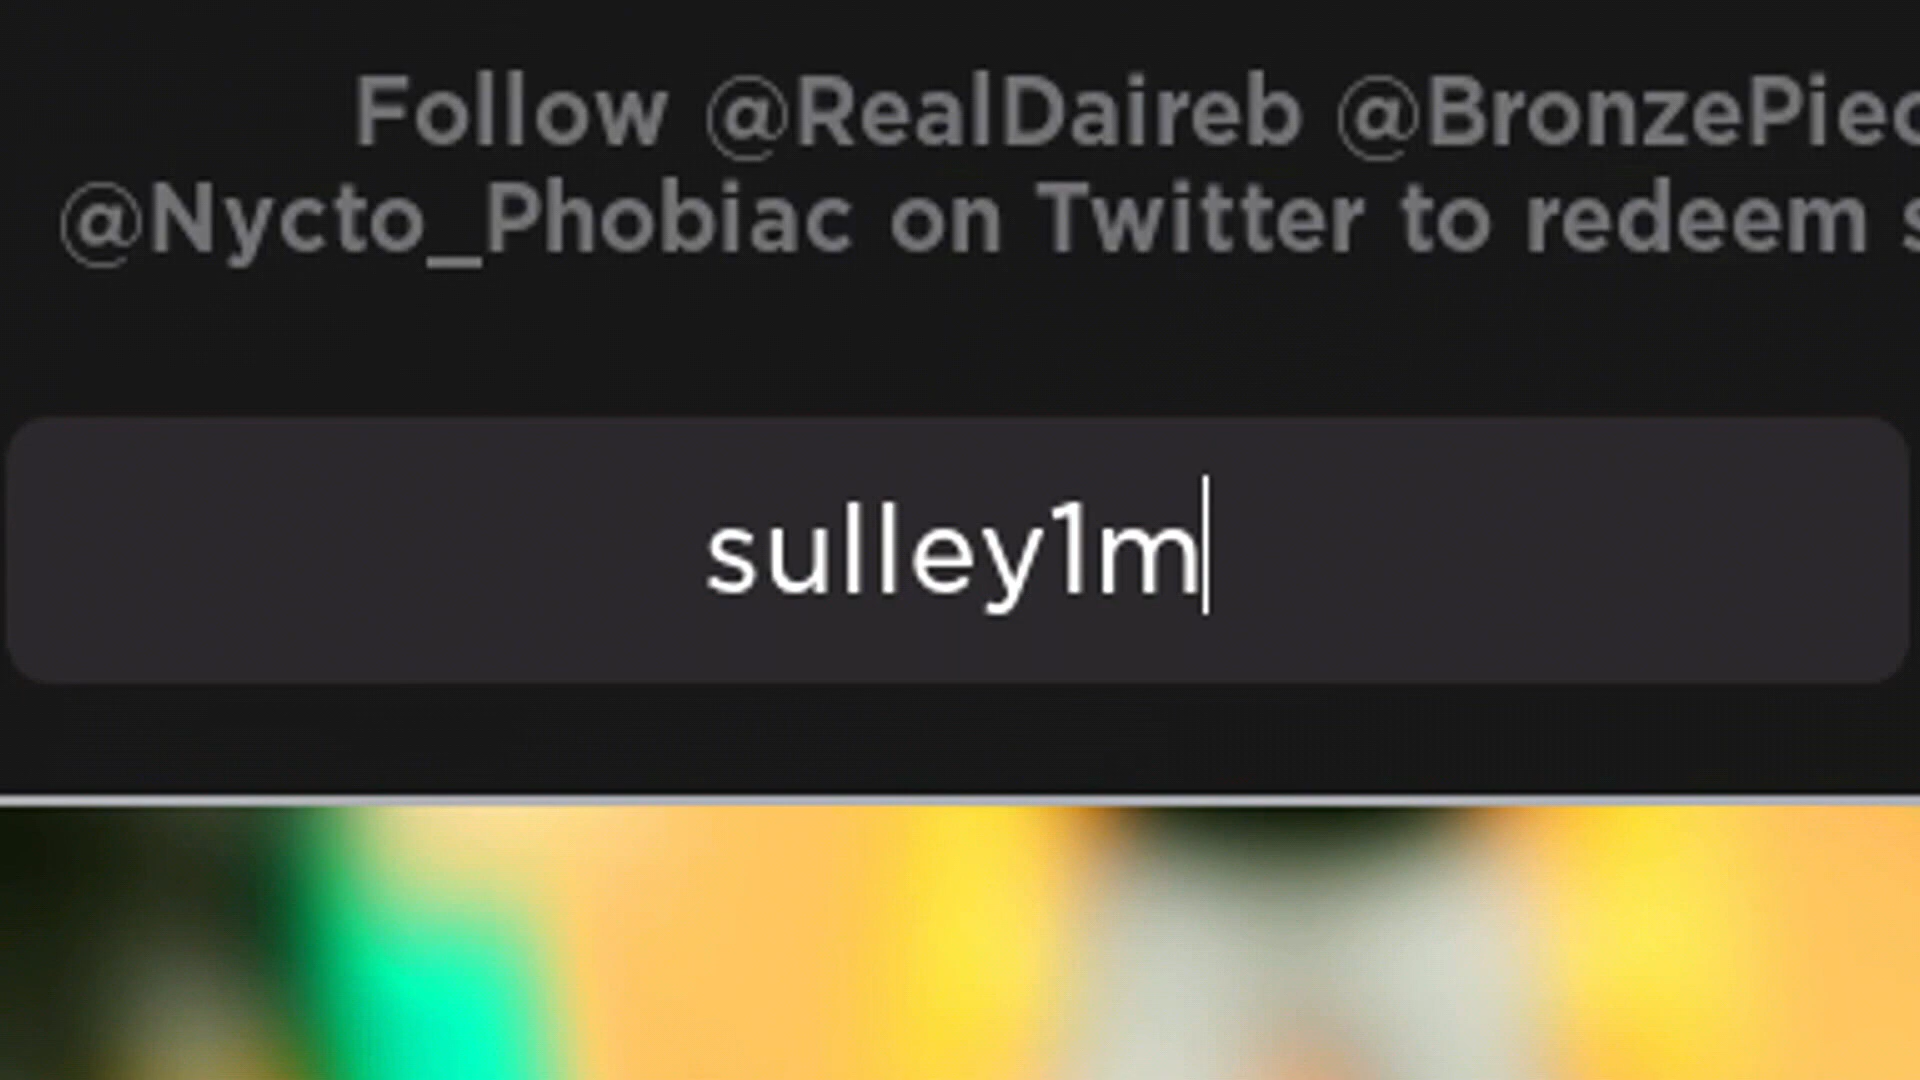 Follow @RealDaireb @BronzePiec
@Nycto_Phobiac on Twitter to redeem s
sulley1m